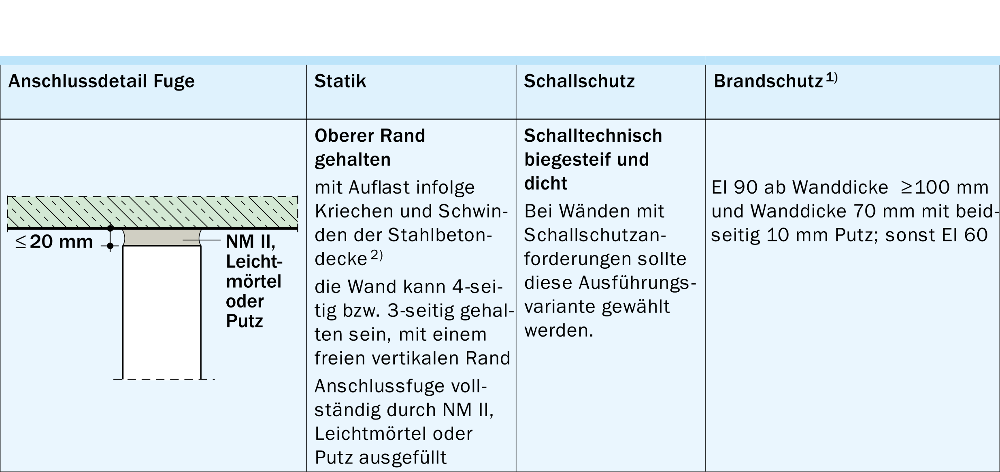 Anschlussdetail Fuge
Statik
Schallschutz
Brandschutz 1)
≤ 20 mm
NM II,
Leicht-
mörtel
oder
Putz
Oberer Rand
gehalten
mit Auflast infolge
Kriechen und Schwin-
den der Stahlbeton-
decke 2)
die Wand kann 4-sei-
tig bzw. 3-seitig gehal-
ten sein, mit einem
freien vertikalen Rand
Anschlussfuge voll-
ständig durch NM II,
Leichtmörtel oder
Putz ausgefüllt
Schalltechnisch
biegesteif und
dicht
Bei Wänden mit
Schallschutzan-
forderungen sollte
diese Ausführungs-
variante gewählt
werden.
EI 90 ab Wanddicke ≥100 mm
und Wanddicke 70 mm mit beid-
seitig 10 mm Putz; sonst EI 60